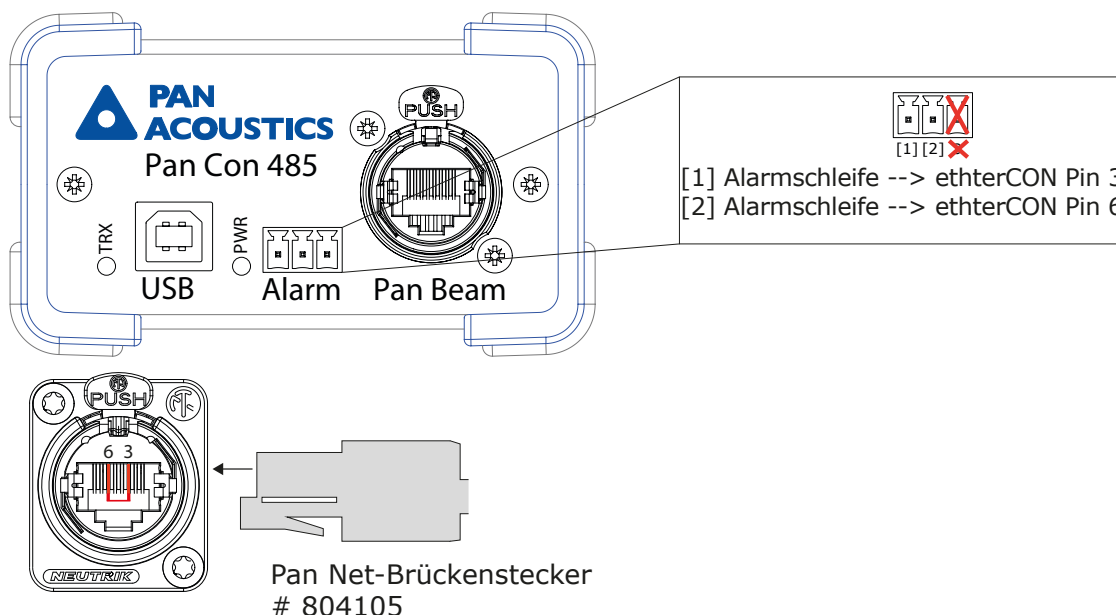 PAN
ACOUSTICS
Pan Con 485
PUSH
TRX
USB
PWR
Alarm
Pan Beam
[1] [2]
[1] Alarmschleife --> ethterCON Pin 3
[2] Alarmschleife --> ethterCON Pin 6
PUSH
6 3
NEUTRIK
Pan Net-Brückenstecker
# 804105